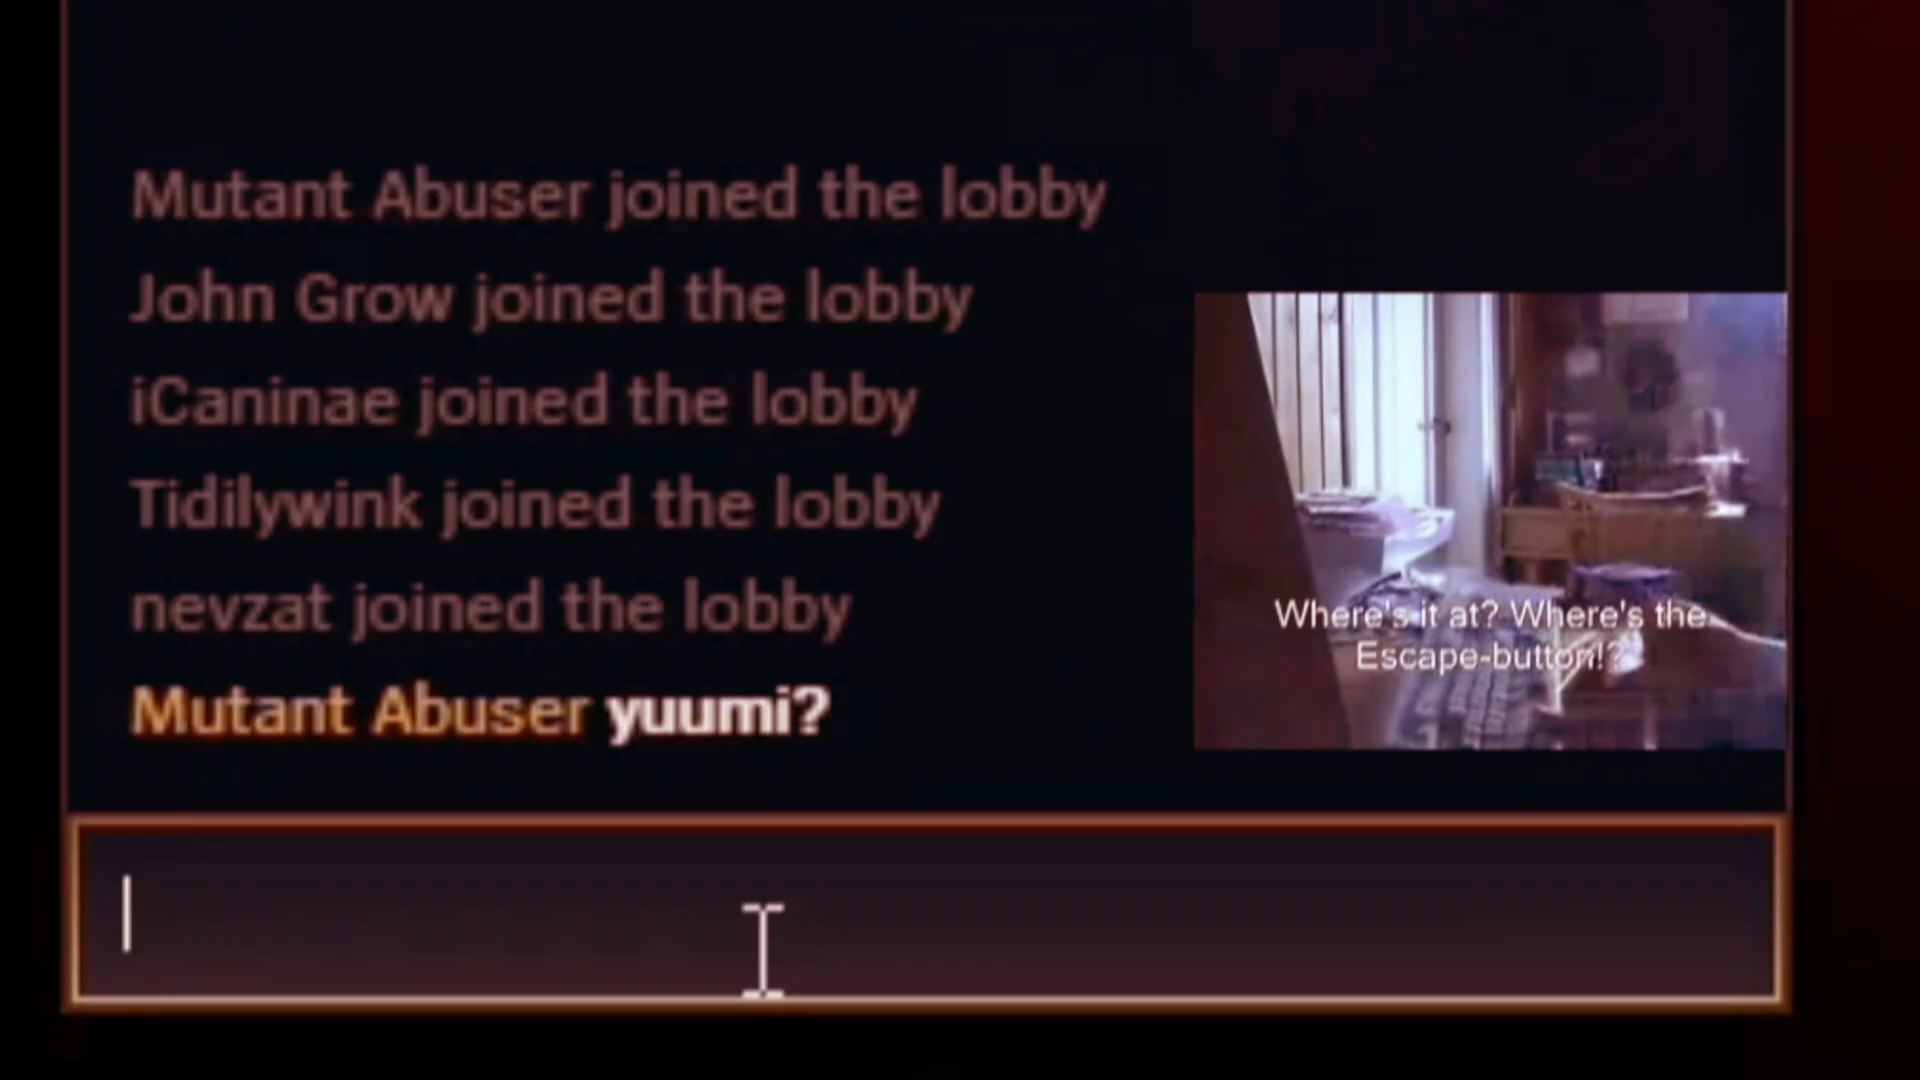 Mutant Abuser joined the lobby
John Grow joined the lobby
iCaninae joined the lobby
Tidilywink joined the lobby
nevzat joined the lobby
Mutant Abuser yuumi?
Where's it at? Where's the
Escape-button!?